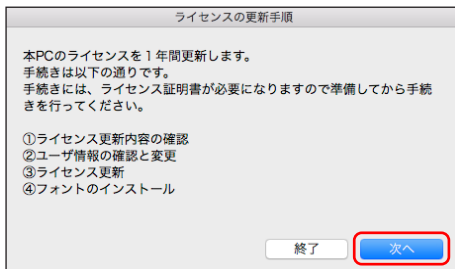 ライセンスの更新手順
本PCのライセンスを1年間更新します。
手続きは以下の通りです。
手続きには、ライセンス証明書が必要になりますので準備してから手続
きを行ってください。
①ライセンス更新内容の確認
②ユーザ情報の確認と変更
③ライセンス更新
④フォントのインストール
終了 次へ